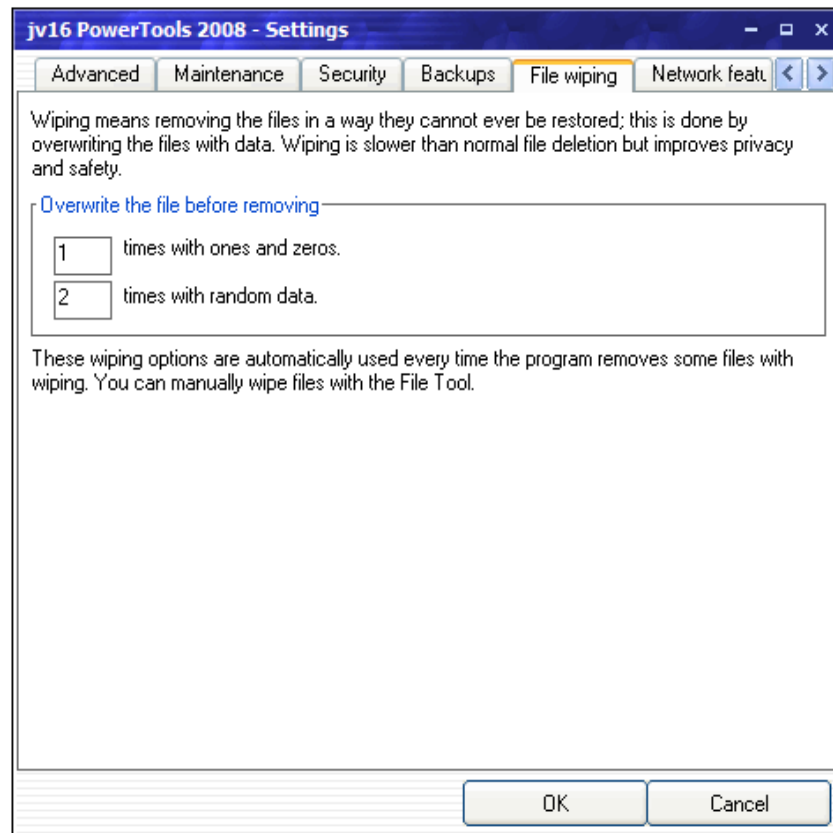 jv16 PowerTools 2008 - Settings
Advanced Maintenance Security Backups File wiping Network featu
Wiping means removing the files in a way they cannot ever be restored; this is done by
overwriting the files with data. Wiping is slower than normal file deletion but improves privacy
and safety.
Overwrite the file before removing
1 times with ones and zeros.
2 times with random data.
These wiping options are automatically used every time the program removes some files with
wiping. You can manually wipe files with the File Tool.
OK Cancel